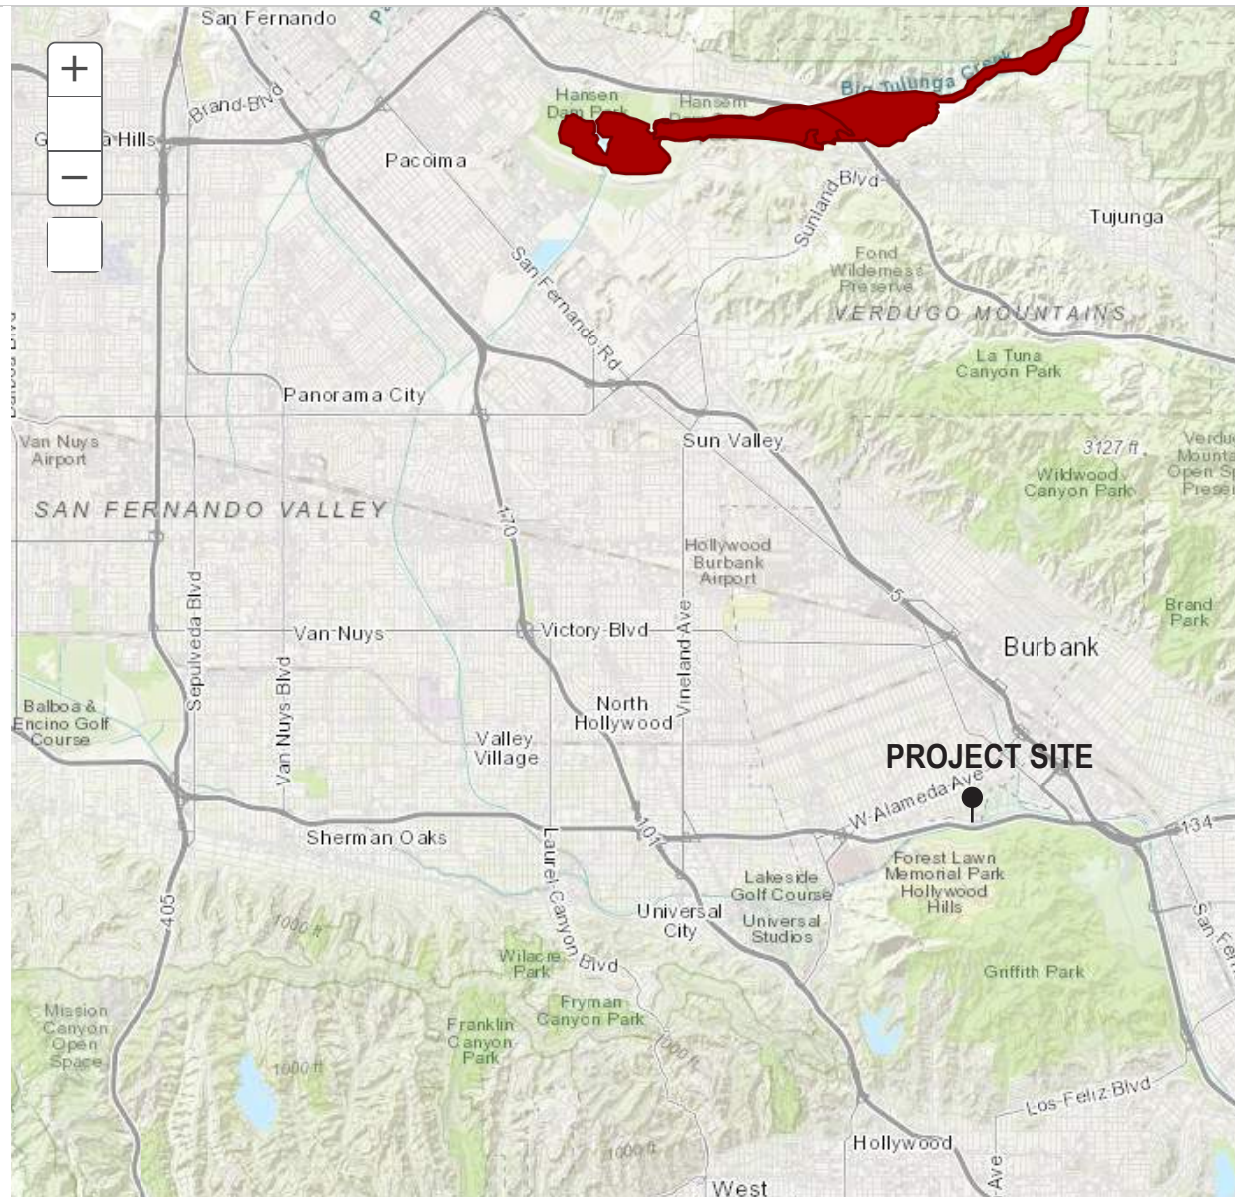 San Fernando
Brand Blvd
Hansen
Dam Park
Big Tujunga Creek
Hills
Pacoima
Sunland Blvd
Tujunga
San Fernando Rd
Fond
Wilderness
Preserve
VERDUGO MOUNTAINS
La Tuna
Canyon Park
Panorama City
Van Nuys
Airport
Sun Valley
3127 ft
Wildwood
Canyon Park
SAN FERNANDO VALLEY
170
Hollywood
Burbank
Airport
5
Sepulveda Blvd
Van Nuys
Victory Blvd
Vineland Ave
Brand
Park
Burbank
Van Nuys Blvd
Balboa &
Encino Golf
Course
North
Hollywood
Valley
Village
PROJECT SITE
W Alameda Ave
Sherman Oaks
101
134
Laurel Canyon Blvd
Forest Lawn
Memorial Park
Hollywood
Hills
Lakeside
Golf Course
405
1000 ft
Universal
City
Universal
Studios
Wilacre
Park
Griffith Park
Fryman
Canyon Park
Mission
Canyon
Open
Space
Franklin
Canyon
Park
1000 ft
1000 ft
Los Feliz Blvd
Hollywood
1000 ft
West
Ave